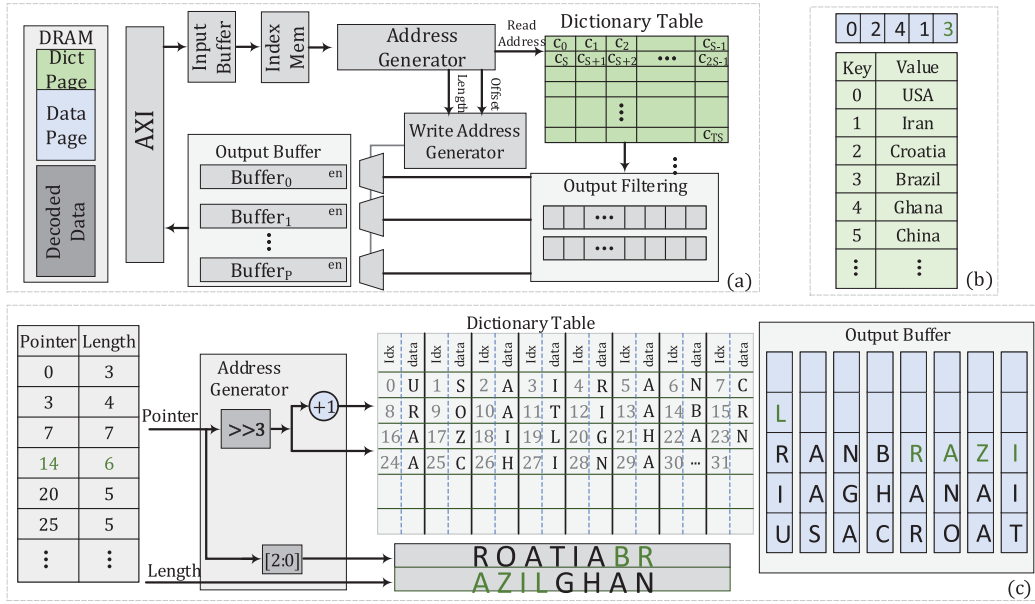 DRAM
Dict
Page
Data
Page
Decoded
Data
AXI
Input
Buffer
Index
Mem
Address
Generator
Read
Address
Length
Offset
Write Address
Generator
Dictionary Table
C0 C1 C2 CS-1
CS CS+1 CS+2 ••• C2S-1
CTS
Output Buffer
Buffer0 en
Buffer1 en
BufferP en
Output Filtering
•••
•••
(a)
0 2 4 1 3
Key Value
0 USA
1 Iran
2 Croatia
3 Brazil
4 Ghana
5 China
(b)
Pointer Length
0 3
3 4
7 7
14 6
20 5
25 5
Pointer
Length
Address
Generator
>>3
+1
[2:0]
Dictionary Table
Idx data Idx data Idx data Idx data Idx data Idx data Idx data Idx data
0 U 1 S 2 A 3 I 4 R 5 A 6 N 7 C
8 R 9 O 10 A 11 T 12 I 13 A 14 B 15 R
16 A 17 Z 18 I 19 L 20 G 21 H 22 A 23 N
24 A 25 C 26 H 27 I 28 N 29 A 30 ... 31
ROATIABR
AZILGHAN
Output Buffer
L
R A N B R A Z I
I A G H A N A I
U S A C R O A T
(c)